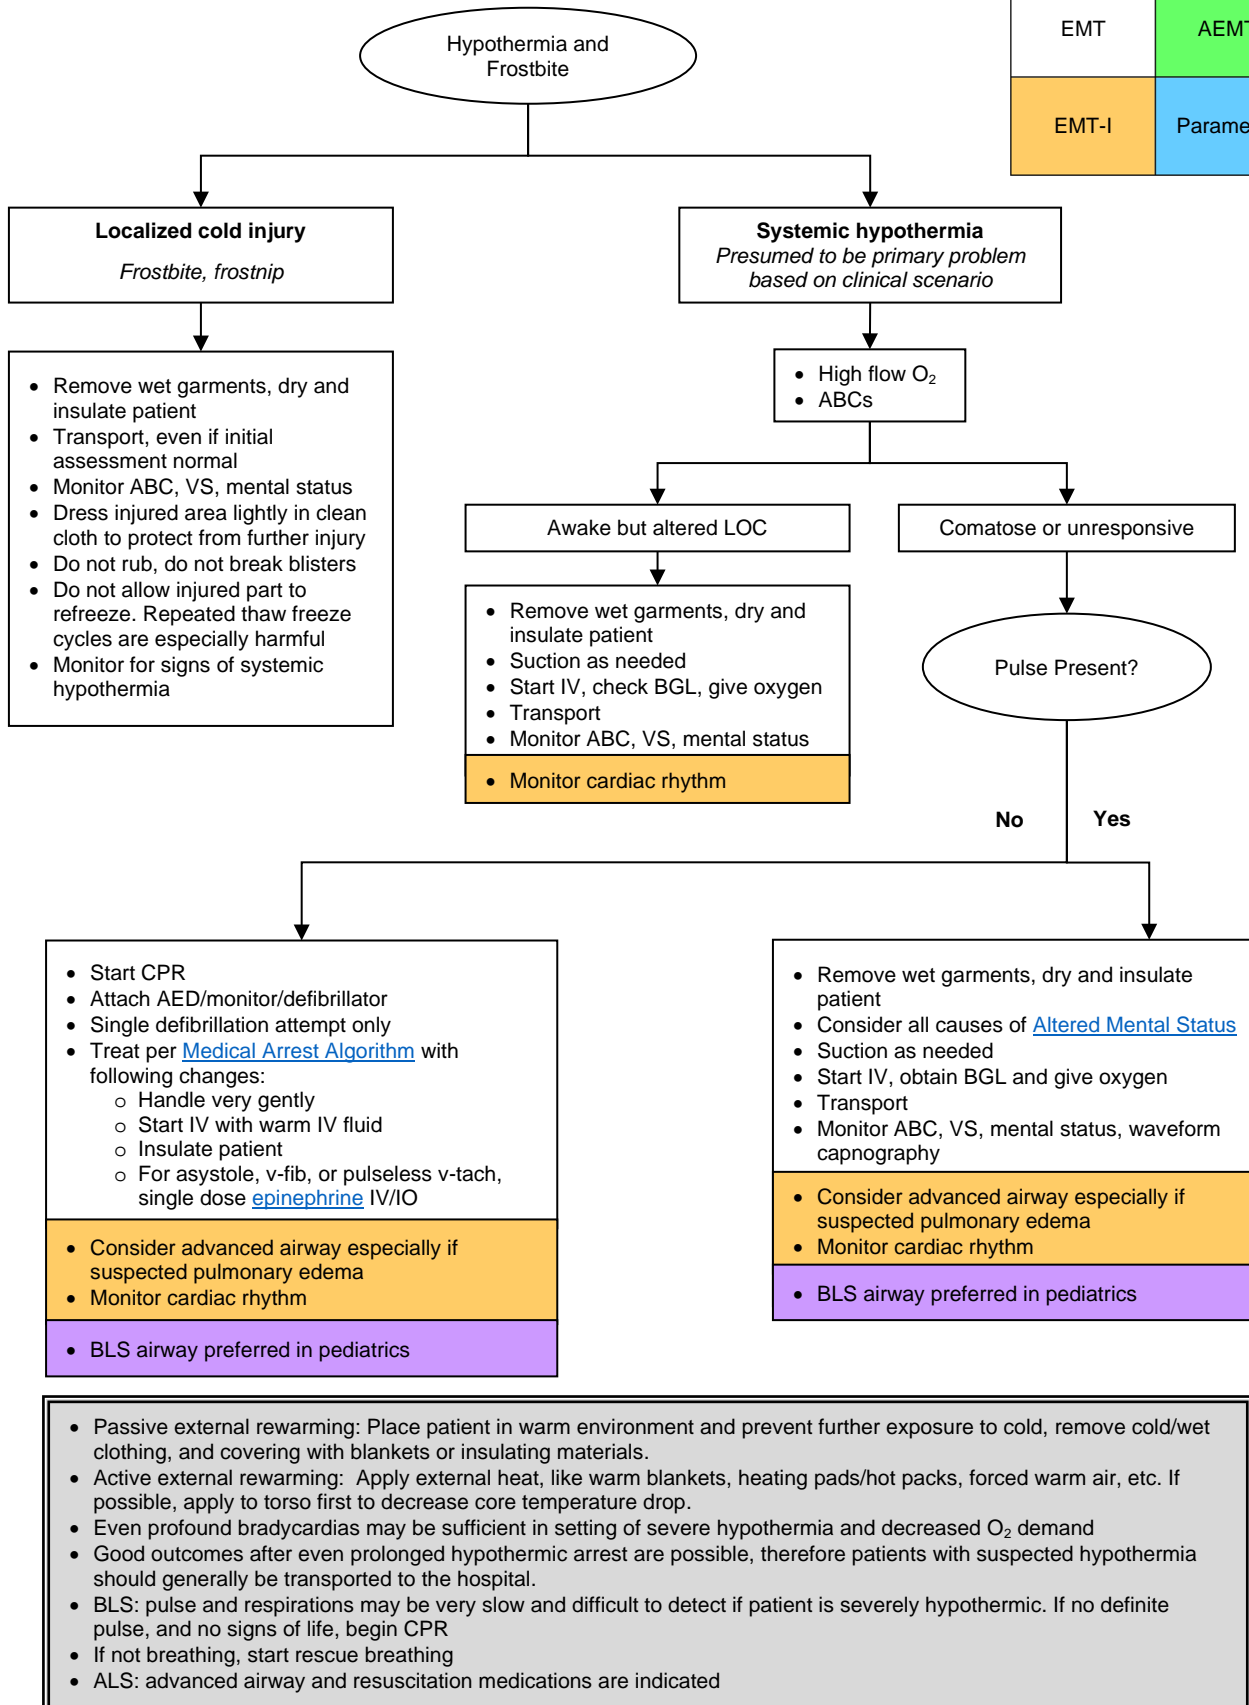 Hypothermia and
Frostbite
EMT
AEMT
EMT-I
Parame
Localized cold injury
Frostbite, frostnip
Systemic hypothermia
Presumed to be primary problem
based on clinical scenario
• Remove wet garments, dry and
insulate patient
• Transport, even if initial
assessment normal
• Monitor ABC, VS, mental status
• Dress injured area lightly in clean
cloth to protect from further injury
• Do not rub, do not break blisters
• Do not allow injured part to
refreeze. Repeated thaw freeze
cycles are especially harmful
• Monitor for signs of systemic
hypothermia
• High flow O₂
• ABCs
Awake but altered LOC
Comatose or unresponsive
• Remove wet garments, dry and
insulate patient
• Suction as needed
• Start IV, check BGL, give oxygen
• Transport
• Monitor ABC, VS, mental status
• Monitor cardiac rhythm
Pulse Present?
No
Yes
• Start CPR
• Attach AED/monitor/defibrillator
• Single defibrillation attempt only
• Treat per Medical Arrest Algorithm with
following changes:
o Handle very gently
o Start IV with warm IV fluid
o Insulate patient
o For asystole, v-fib, or pulseless v-tach,
single dose epinephrine IV/IO
• Consider advanced airway especially if
suspected pulmonary edema
• Monitor cardiac rhythm
• BLS airway preferred in pediatrics
• Remove wet garments, dry and insulate
patient
• Consider all causes of Altered Mental Status
• Suction as needed
• Start IV, obtain BGL and give oxygen
• Transport
• Monitor ABC, VS, mental status, waveform
capnography
• Consider advanced airway especially if
suspected pulmonary edema
• Monitor cardiac rhythm
• BLS airway preferred in pediatrics
• Passive external rewarming: Place patient in warm environment and prevent further exposure to cold, remove cold/wet
clothing, and covering with blankets or insulating materials.
• Active external rewarming: Apply external heat, like warm blankets, heating pads/hot packs, forced warm air, etc. If
possible, apply to torso first to decrease core temperature drop.
• Even profound bradycardias may be sufficient in setting of severe hypothermia and decreased O₂ demand
• Good outcomes after even prolonged hypothermic arrest are possible, therefore patients with suspected hypothermia
should generally be transported to the hospital.
• BLS: pulse and respirations may be very slow and difficult to detect if patient is severely hypothermic. If no definite
pulse, and no signs of life, begin CPR
• If not breathing, start rescue breathing
• ALS: advanced airway and resuscitation medications are indicated